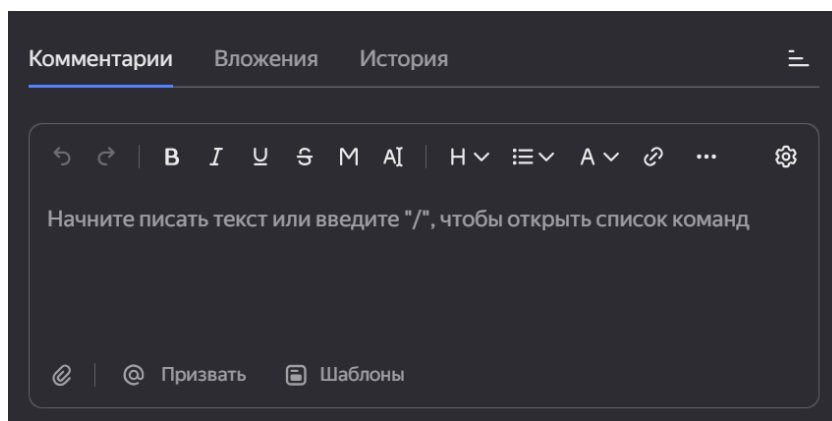 Комментарии Вложения История
B I U S M A H A
Начните писать текст или введите "/", чтобы открыть список команд
@ Призвать Шаблоны